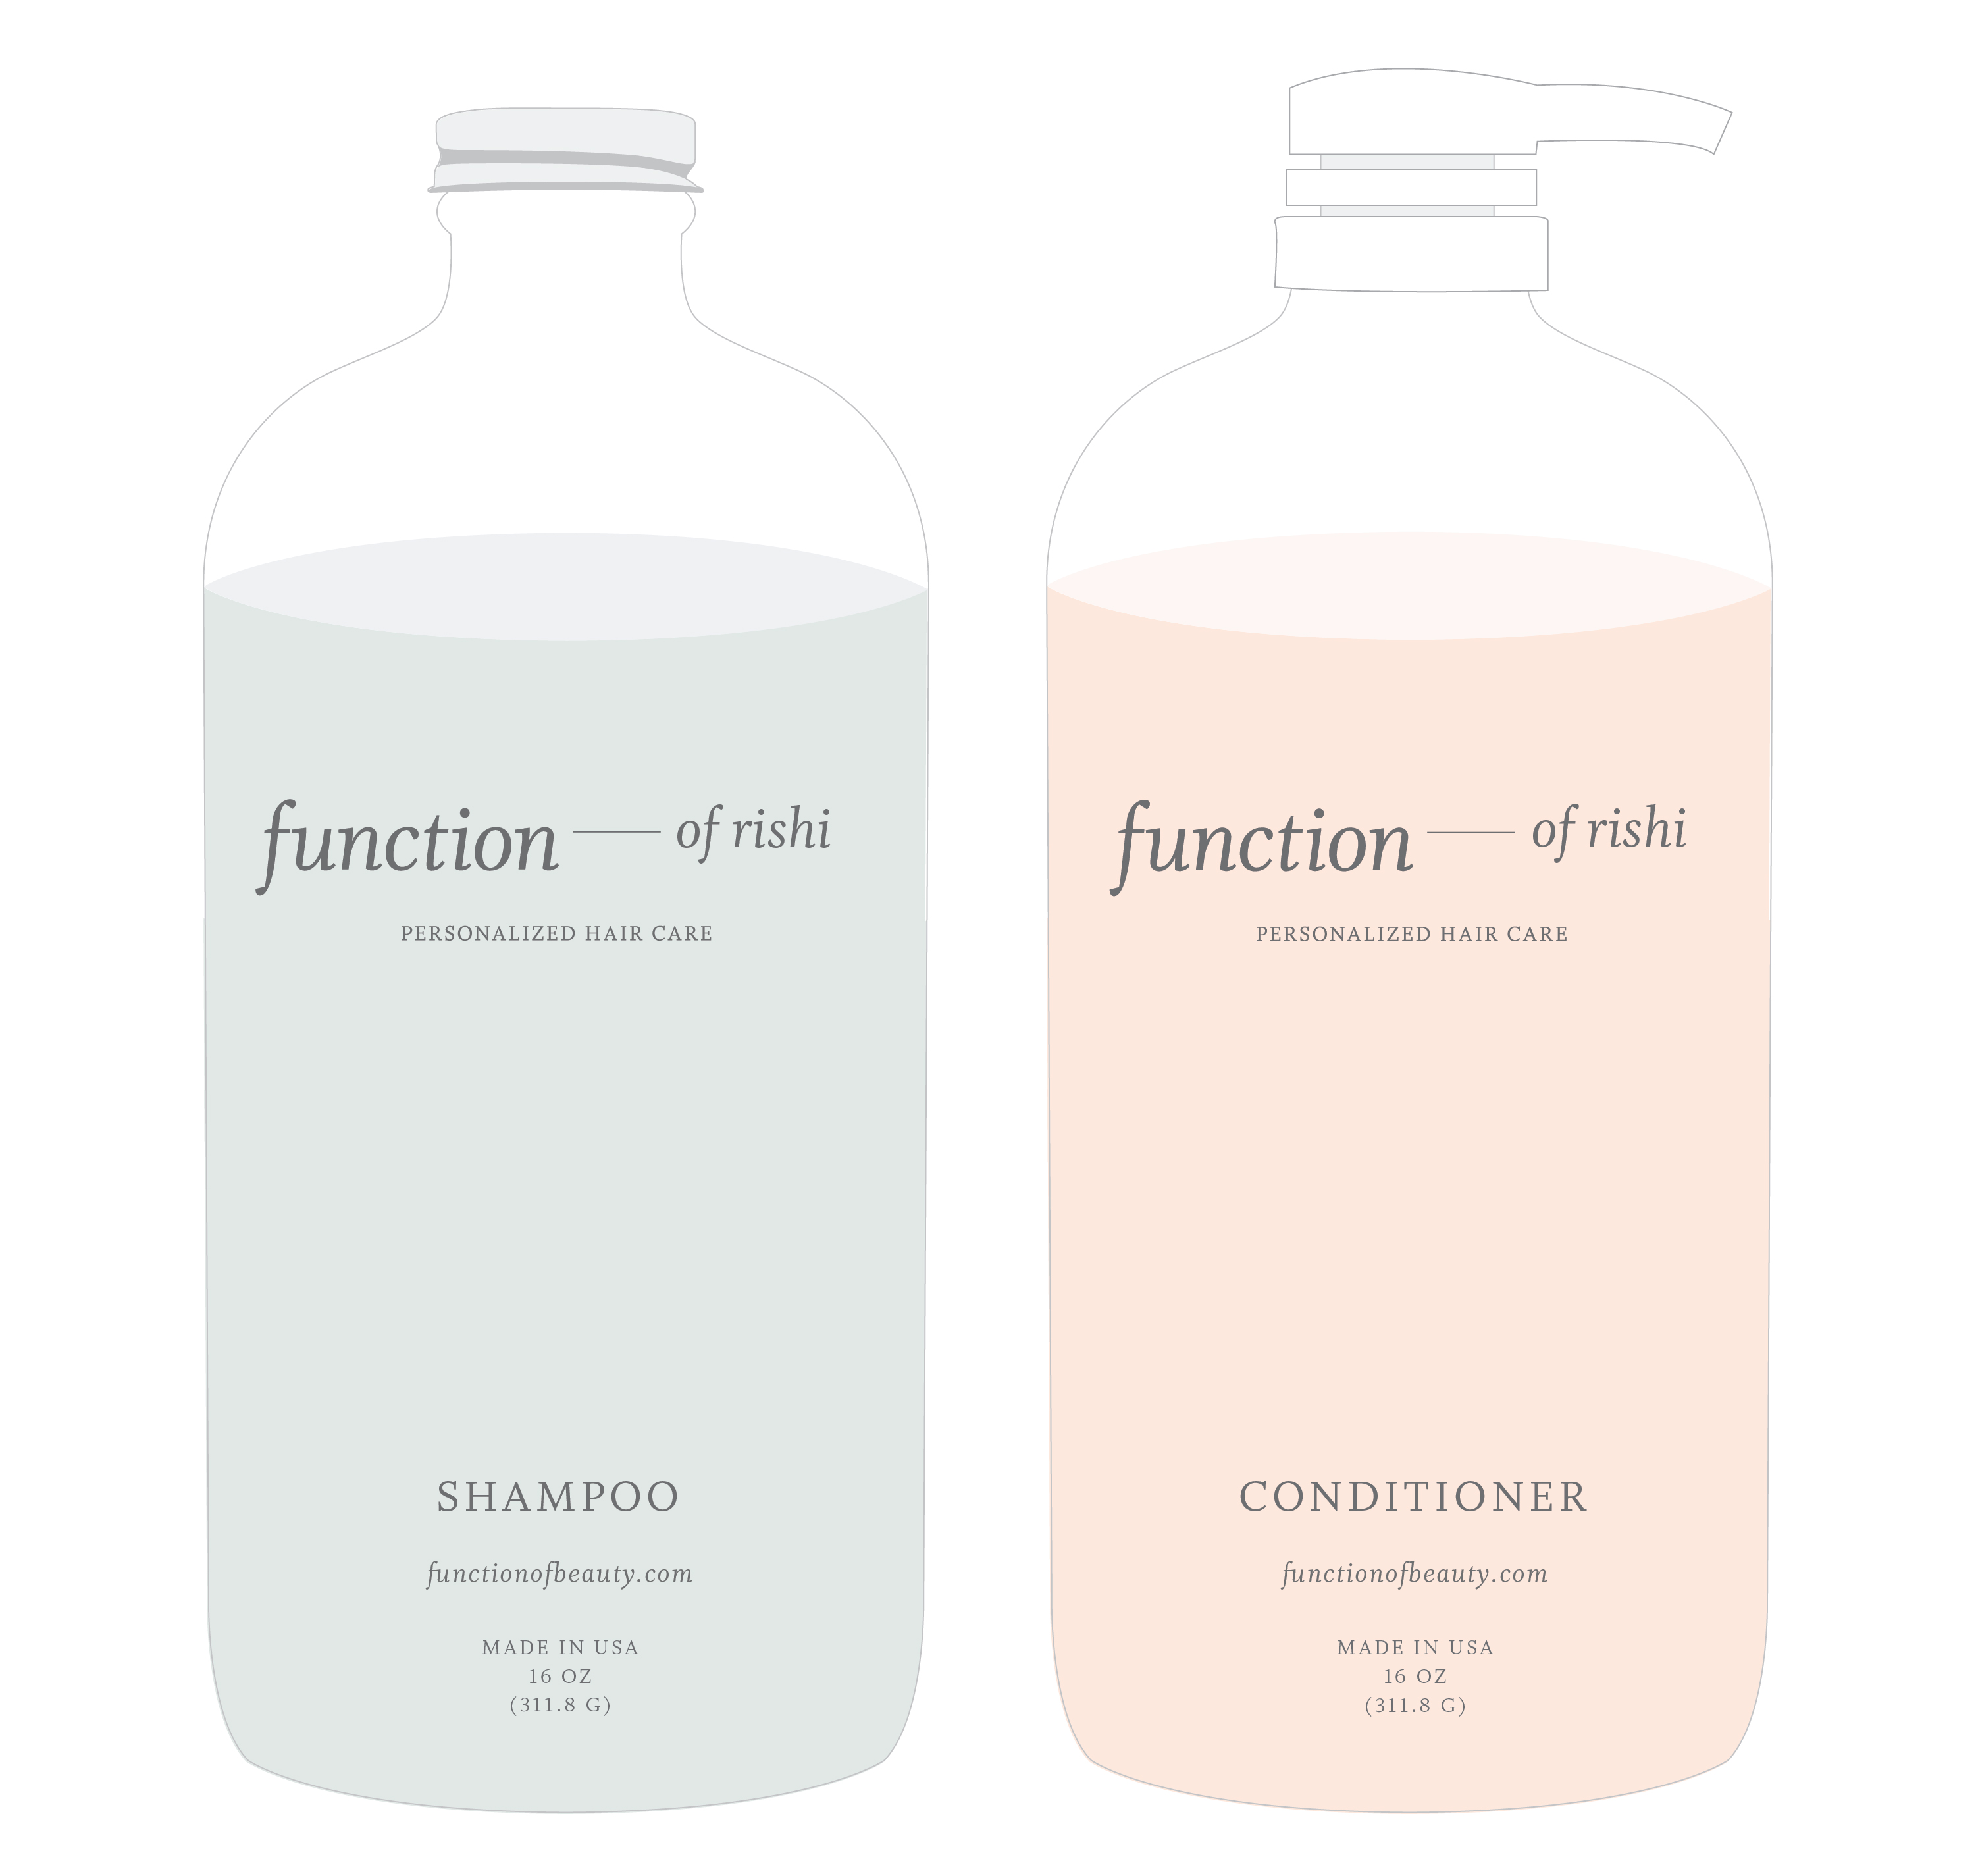 function — of rishi
PERSONALIZED HAIR CARE
SHAMPOO
functionofbeauty.com
MADE IN USA
16 OZ
(311.8 G)
function — of rishi
PERSONALIZED HAIR CARE
CONDITIONER
functionofbeauty.com
MADE IN USA
16 OZ
(311.8 G)